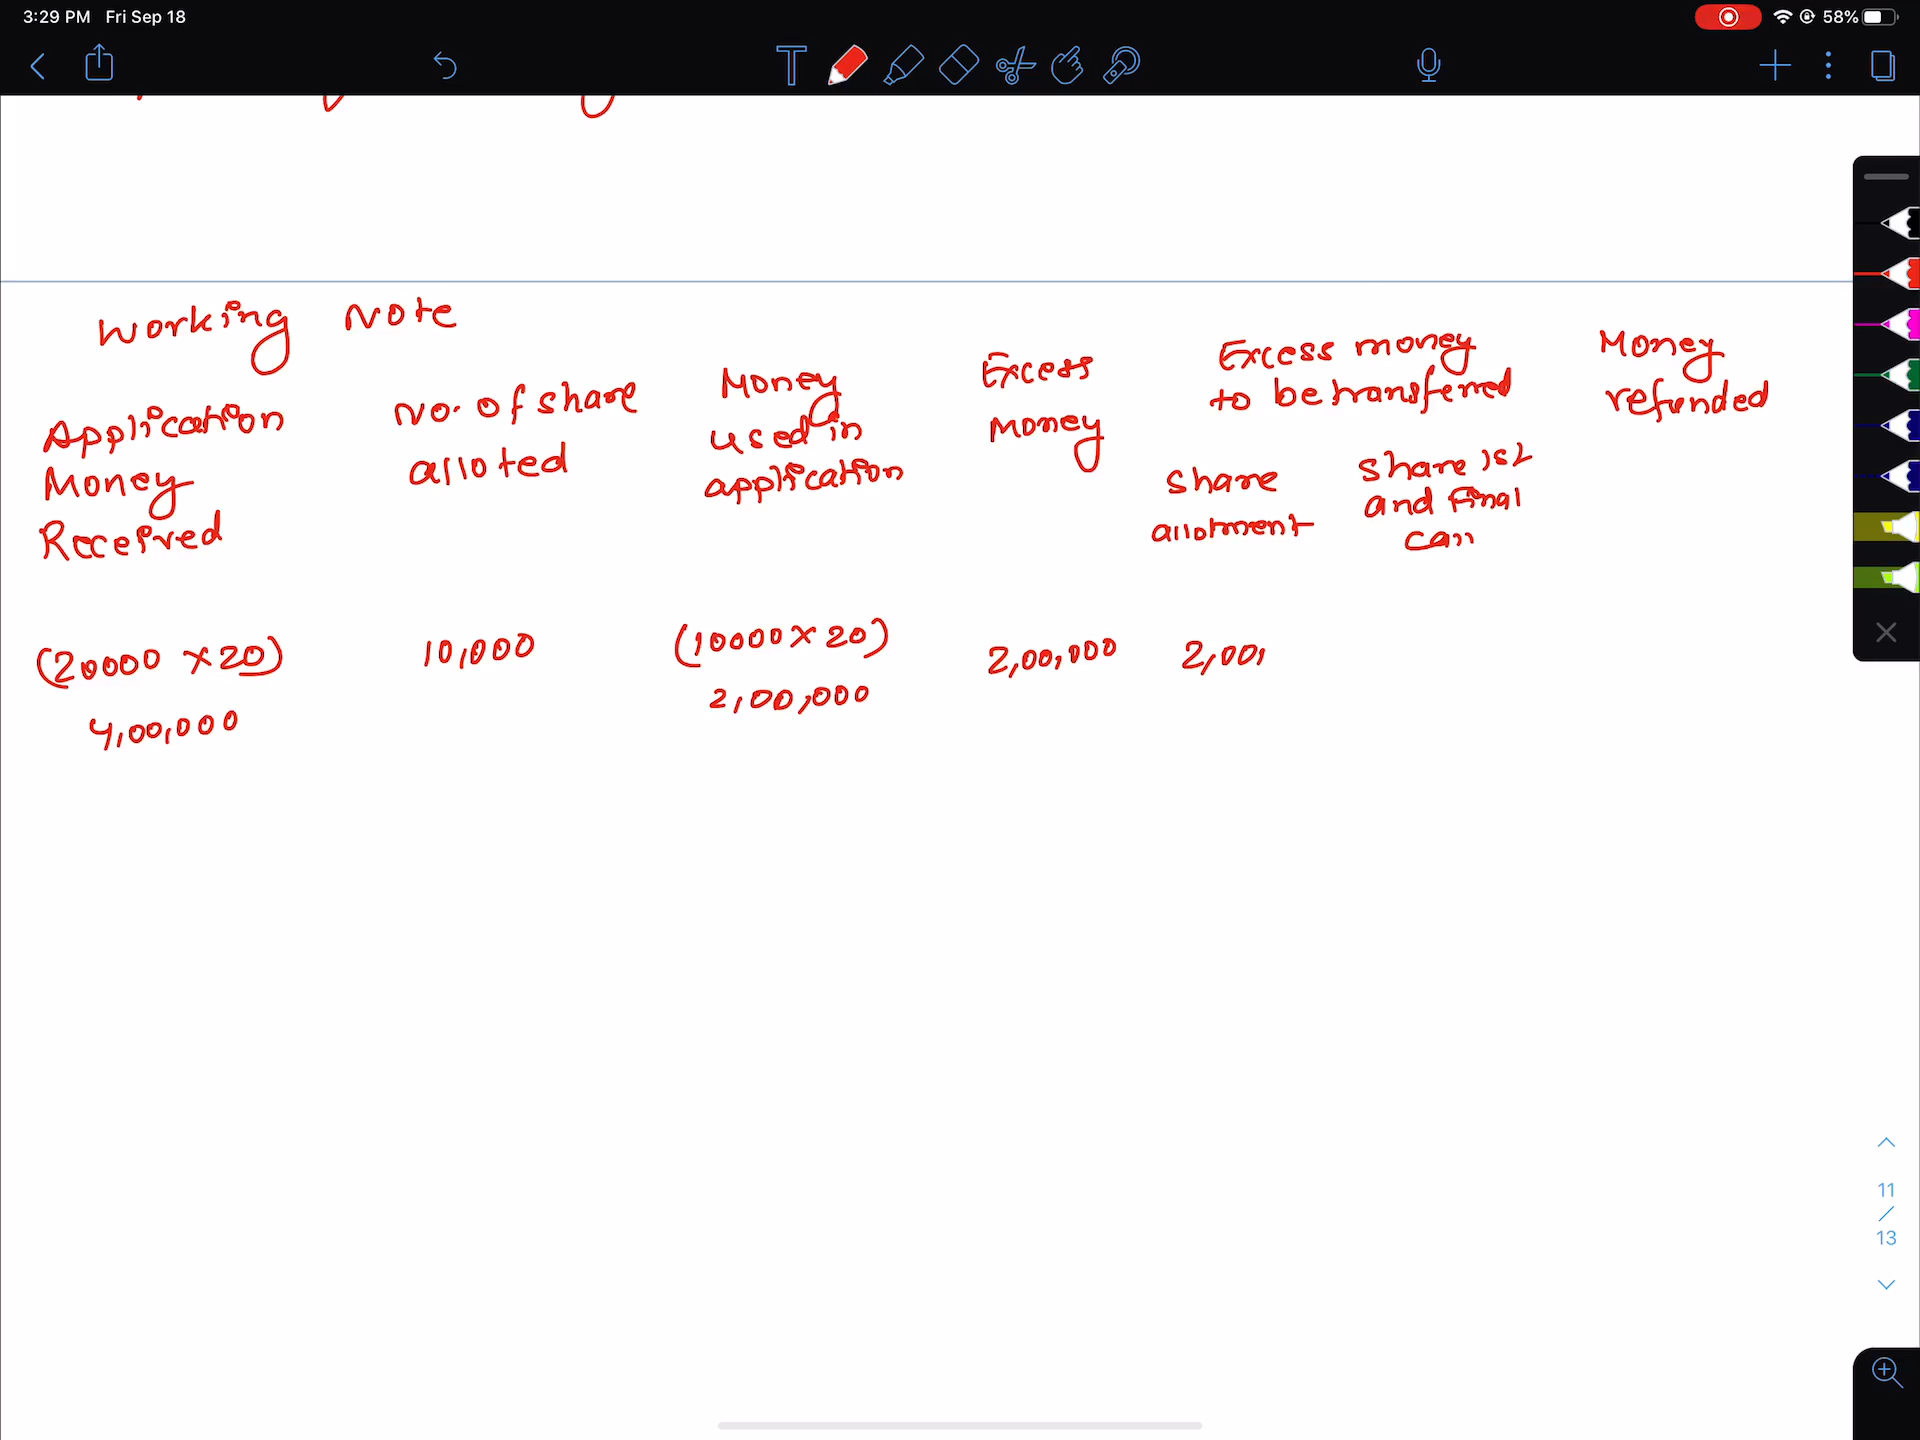 3:29 PM Fri Sep 18
58%
Working Note
Application
Money
Received
No. of share
alloted
Money
used in
application
Excess
Money
Excess money
to be transferred
Share
allotment
Share 1st
and final
call
Money
refunded
(20000 × 20)
4,00,000
10,000
(10000 × 20)
2,00,000
2,00,000
2,00,
11
/
13